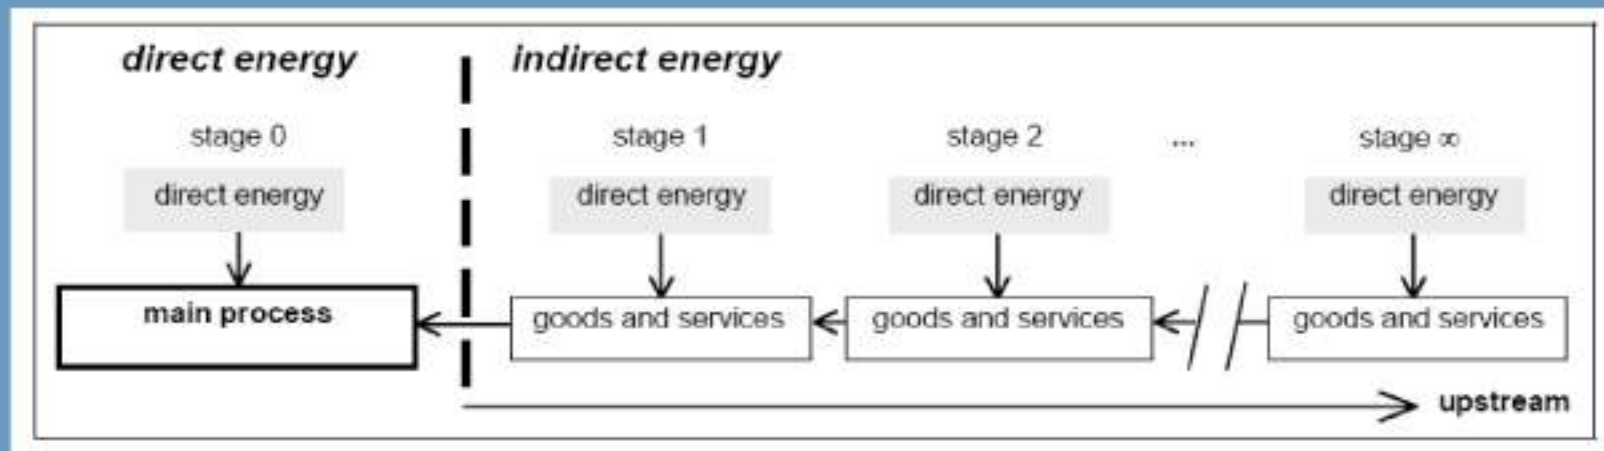 direct energy
indirect energy
stage 0
stage 1
stage 2
...
stage ∞
direct energy
direct energy
direct energy
direct energy
main process
goods and services
goods and services
goods and services
upstream